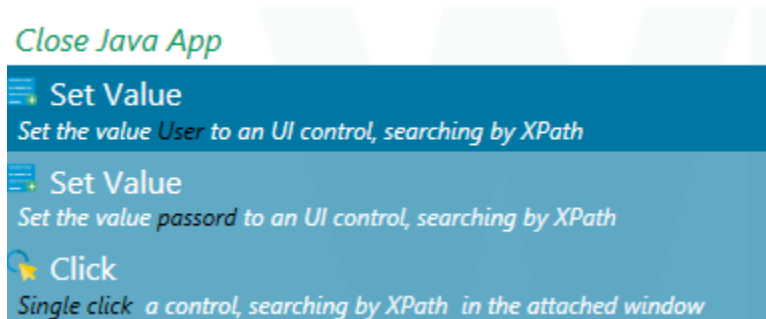 Close Java App
Set Value
Set the value User to an UI control, searching by XPath
Set Value
Set the value passord to an UI control, searching by XPath
Click
Single click a control, searching by XPath in the attached window